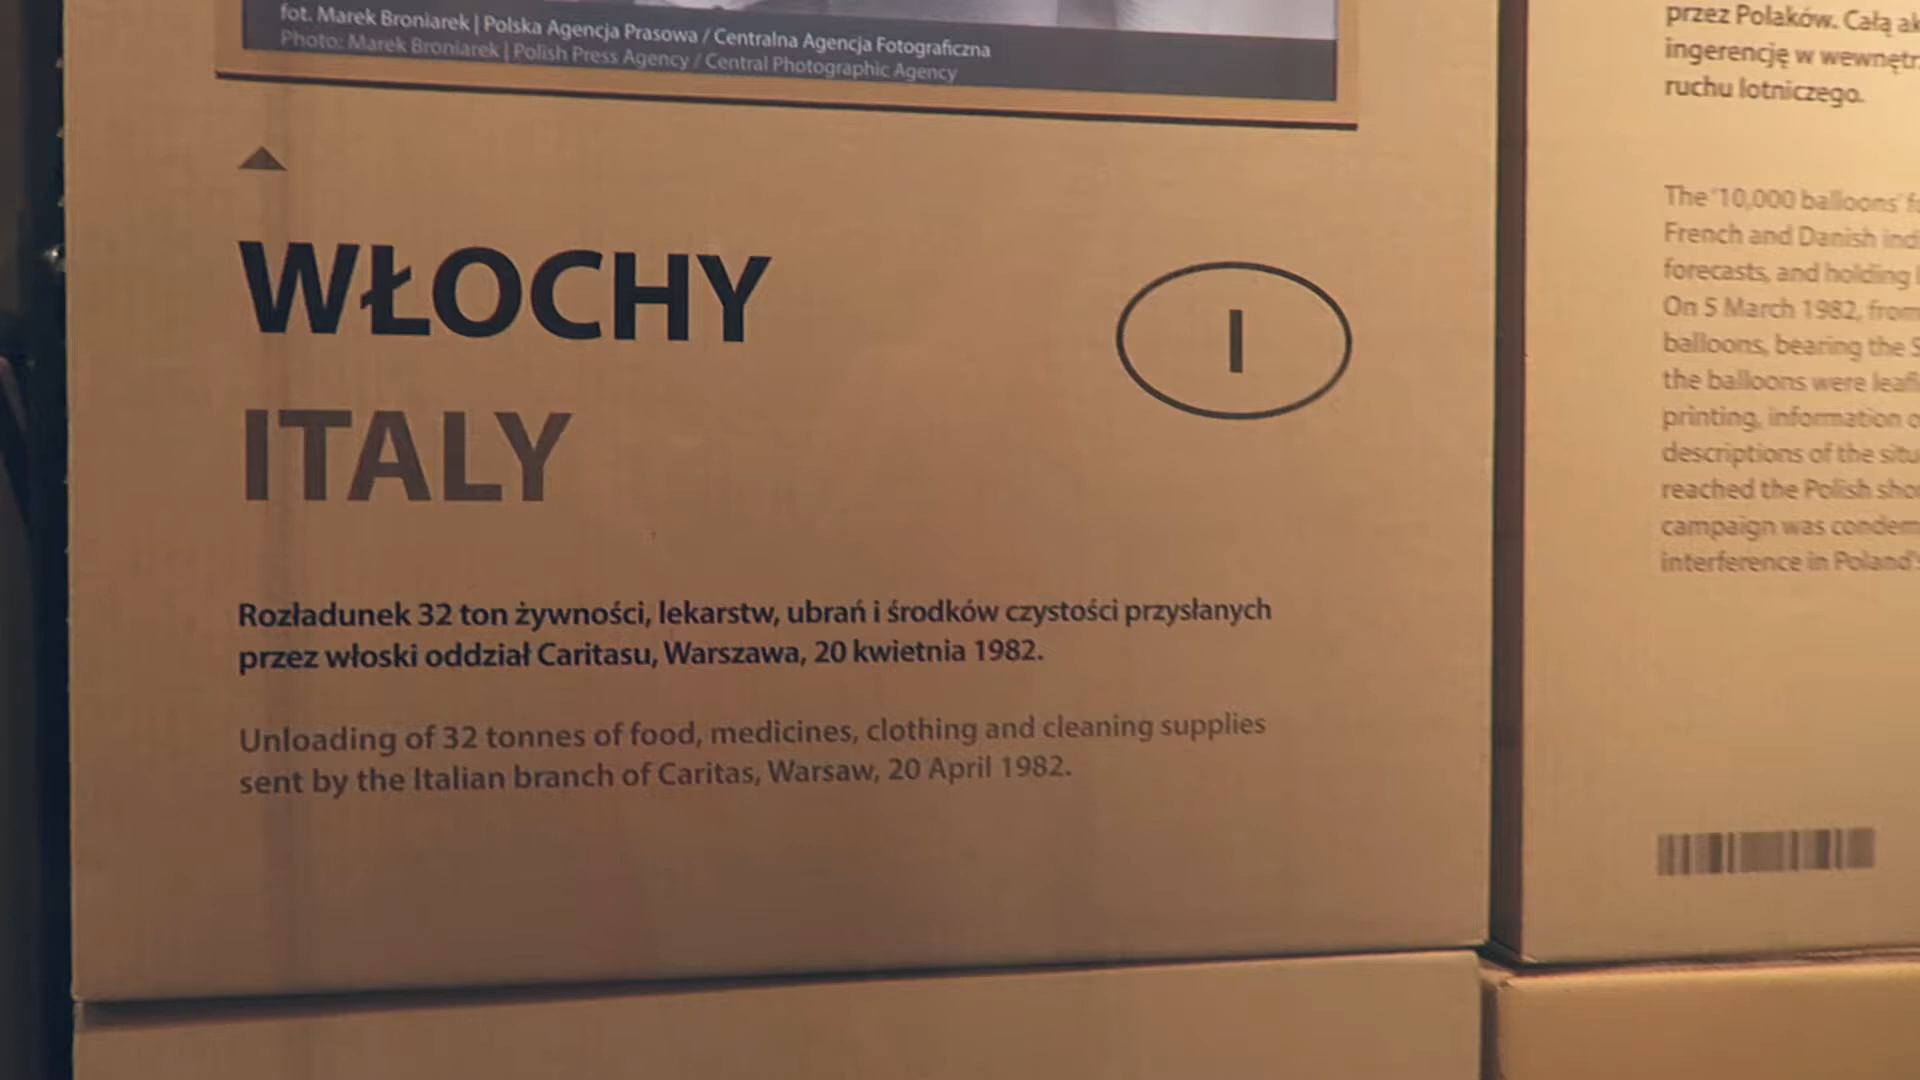 fot. Marek Broniarek | Polska Agencja Prasowa / Centralna Agencja Fotograficzna
Photo: Marek Broniarek | Polish Press Agency / Central Photographic Agency
WŁOCHY
ITALY
I
Rozładunek 32 ton żywności, lekarstw, ubrań i środków czystości przysłanych
przez włoski oddział Caritasu, Warszawa, 20 kwietnia 1982.
Unloading of 32 tonnes of food, medicines, clothing and cleaning supplies
sent by the Italian branch of Caritas, Warsaw, 20 April 1982.
przez Polaków. Całą
ingerencję w
ruchu lotniczego.
The '10,000 balloons'
French and Danish
forecasts, and holding
On 5 March 1982, from
balloons, bearing the
the balloons were
printing, information
descriptions of the
reached the Polish
campaign was
interference in Poland's